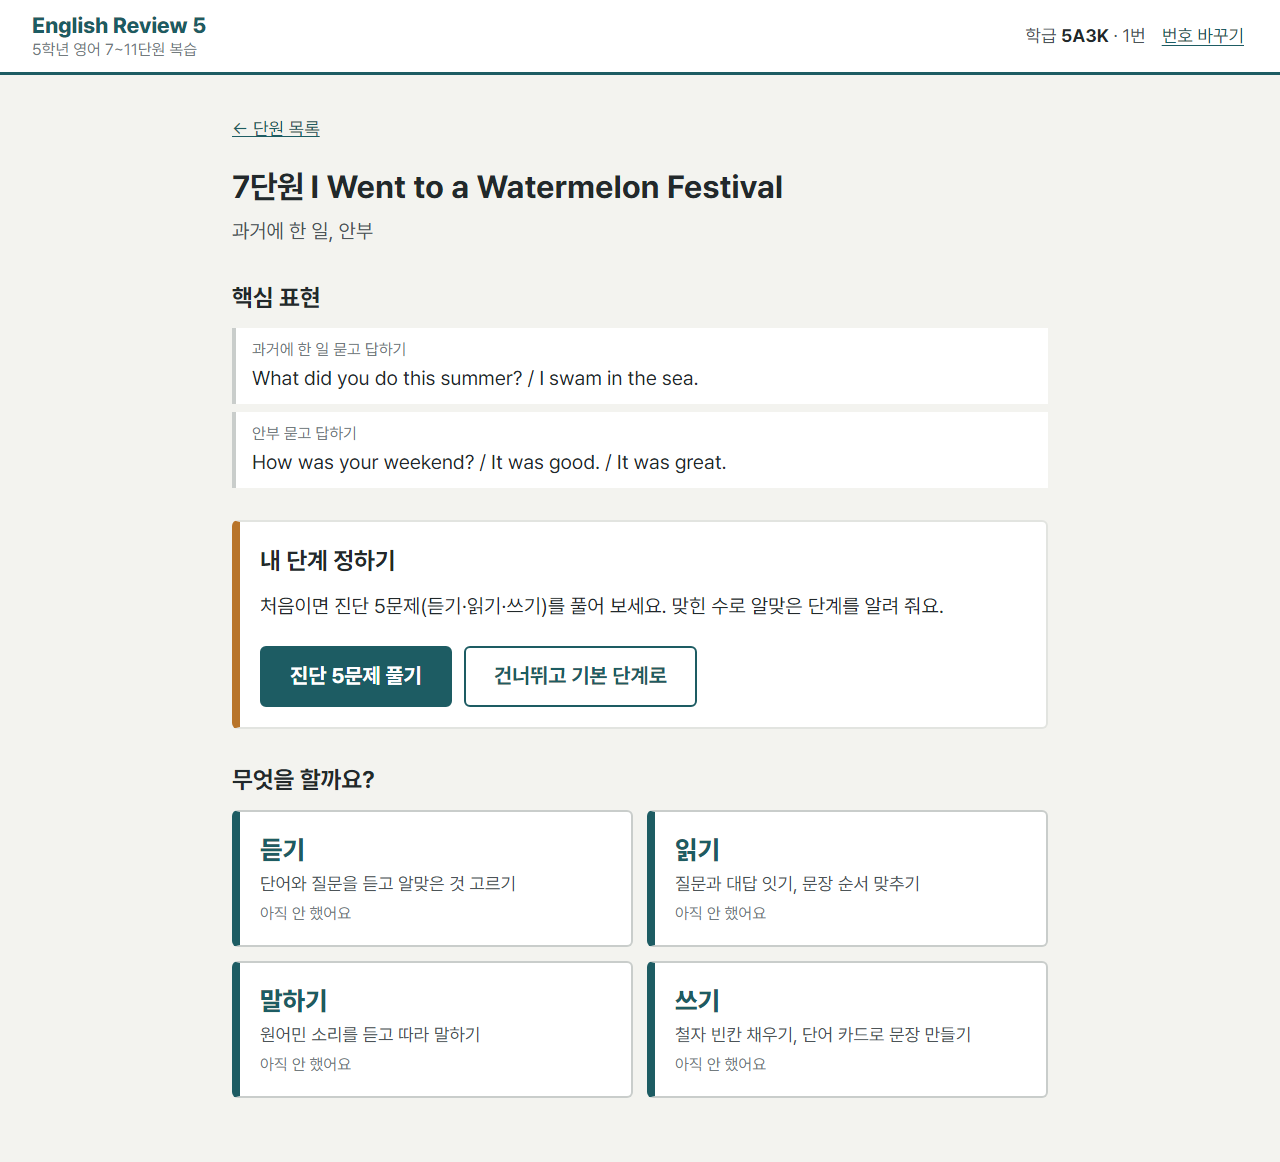 English Review 5
5학년 영어 7~11단원 복습
학급 5A3K · 1번 번호 바꾸기
← 단원 목록
7단원 I Went to a Watermelon Festival
과거에 한 일, 안부
핵심 표현
과거에 한 일 묻고 답하기
What did you do this summer? / I swam in the sea.
안부 묻고 답하기
How was your weekend? / It was good. / It was great.
내 단계 정하기
처음이면 진단 5문제(듣기·읽기·쓰기)를 풀어 보세요. 맞힌 수로 알맞은 단계를 알려 줘요.
진단 5문제 풀기 건너뛰고 기본 단계로
무엇을 할까요?
듣기
단어와 질문을 듣고 알맞은 것 고르기
아직 안 했어요
읽기
질문과 대답 잇기, 문장 순서 맞추기
아직 안 했어요
말하기
원어민 소리를 듣고 따라 말하기
아직 안 했어요
쓰기
철자 빈칸 채우기, 단어 카드로 문장 만들기
아직 안 했어요